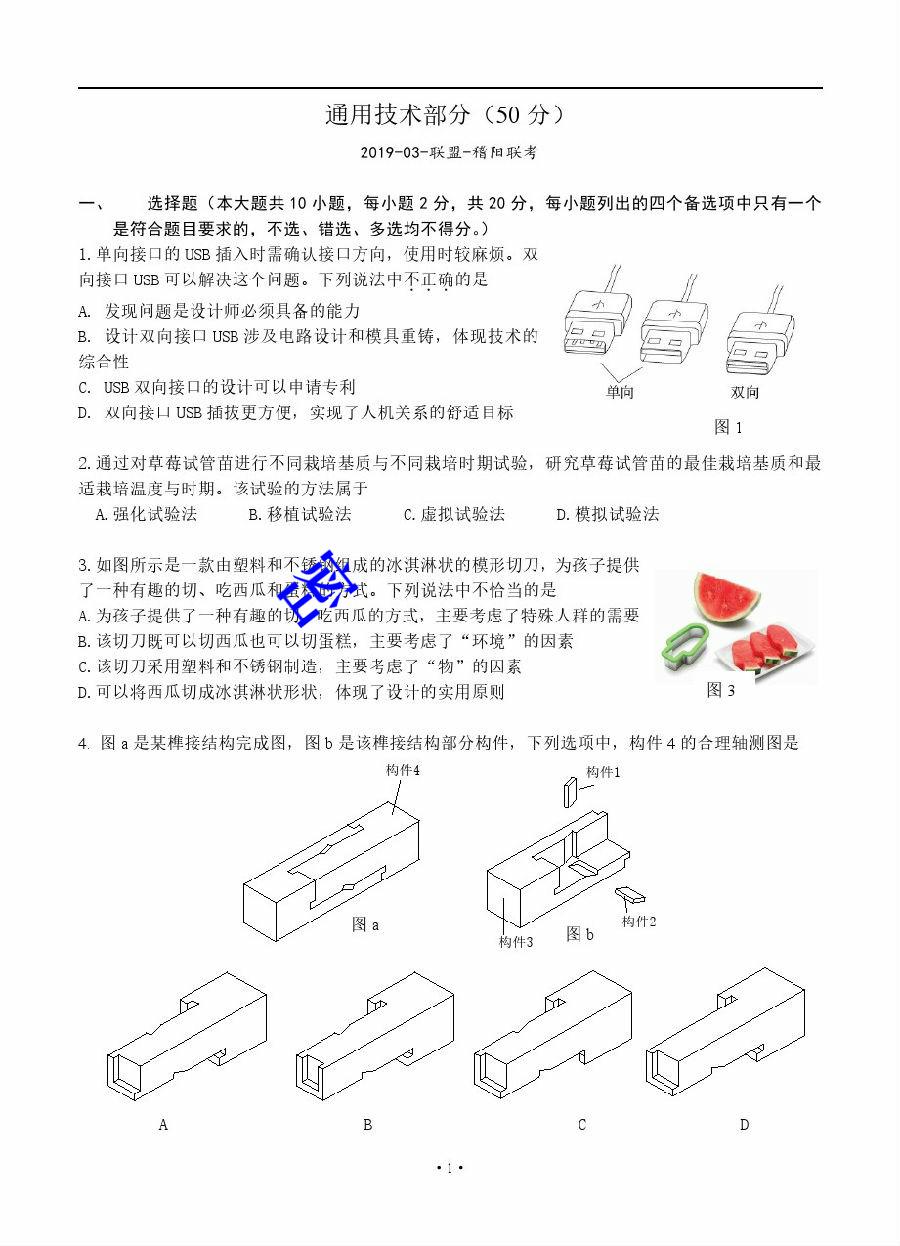 通用技术部分（50 分）
2019-03-联盟-稽阳联考
一、 选择题（本大题共 10 小题，每小题 2 分，共 20 分，每小题列出的四个备选项中只有一个
是符合题目要求的，不选、错选、多选均不得分。）
1. 单向接口的 USB 插入时需确认接口方向，使用时较麻烦。双
向接口 USB 可以解决这个问题。下列说法中不正确的是
A. 发现问题是设计师必须具备的能力
B. 设计双向接口 USB 涉及电路设计和模具重铸，体现技术的
综合性
C. USB 双向接口的设计可以申请专利
D. 双向接口 USB 插拔更方便，实现了人机关系的舒适目标
单向
双向
图 1
2. 通过对草莓试管苗进行不同栽培基质与不同栽培时期试验，研究草莓试管苗的最佳栽培基质和最
适栽培温度与时期。该试验的方法属于
A. 强化试验法 B. 移植试验法 C. 虚拟试验法 D. 模拟试验法
3. 如图所示是一款由塑料和不锈钢组成的冰淇淋状的模形切刀，为孩子提供
了一种有趣的切、吃西瓜和蛋糕的方式。下列说法中不恰当的是
A. 为孩子提供了一种有趣的切、吃西瓜的方式，主要考虑了特殊人群的需要
B. 该切刀既可以切西瓜也可以切蛋糕，主要考虑了“环境”的因素
C. 该切刀采用塑料和不锈钢制造，主要考虑了“物”的因素
D. 可以将西瓜切成冰淇淋状形状，体现了设计的实用原则
密
图 3
4. 图 a 是某榫接结构完成图，图 b 是该榫接结构部分构件，下列选项中，构件 4 的合理轴测图是
构件4
构件1
构件2
构件3
图 a
图 b
A B C D
·1·